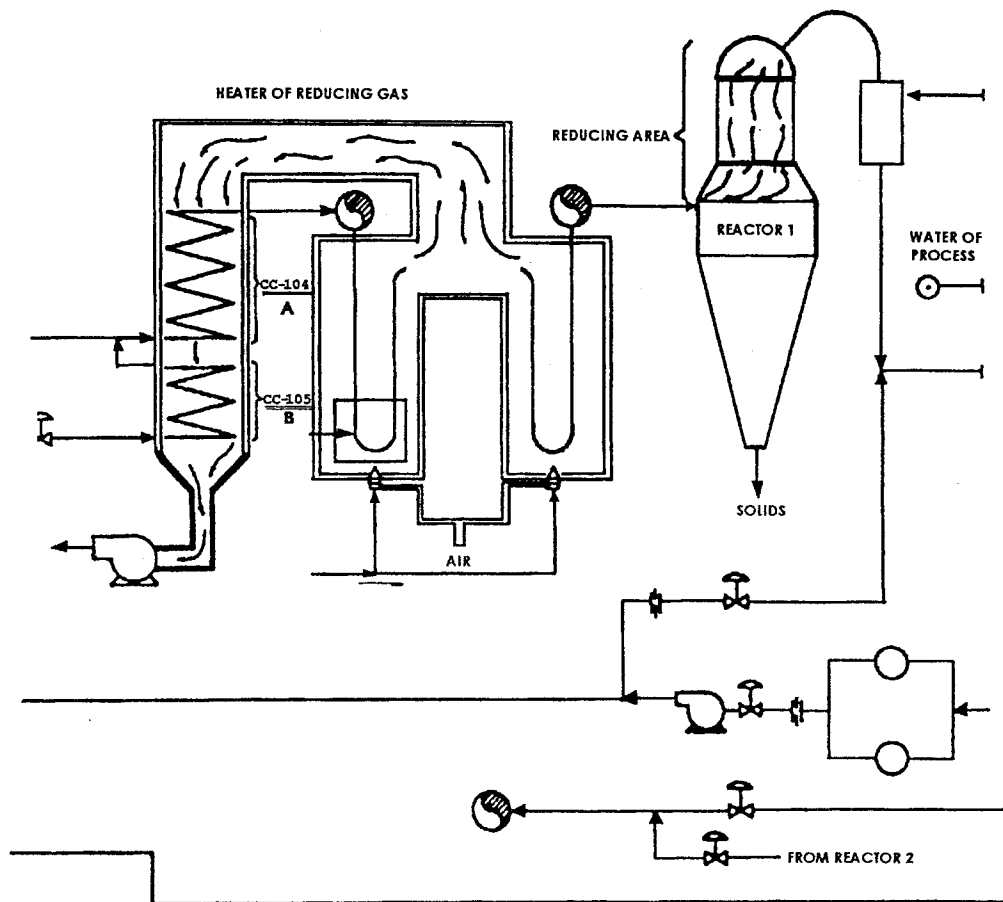 HEATER OF REDUCING GAS
REDUCING AREA
REACTOR 1
WATER OF
PROCESS
CC-104
A
CC-105
B
SOLIDS
AIR
FROM REACTOR 2